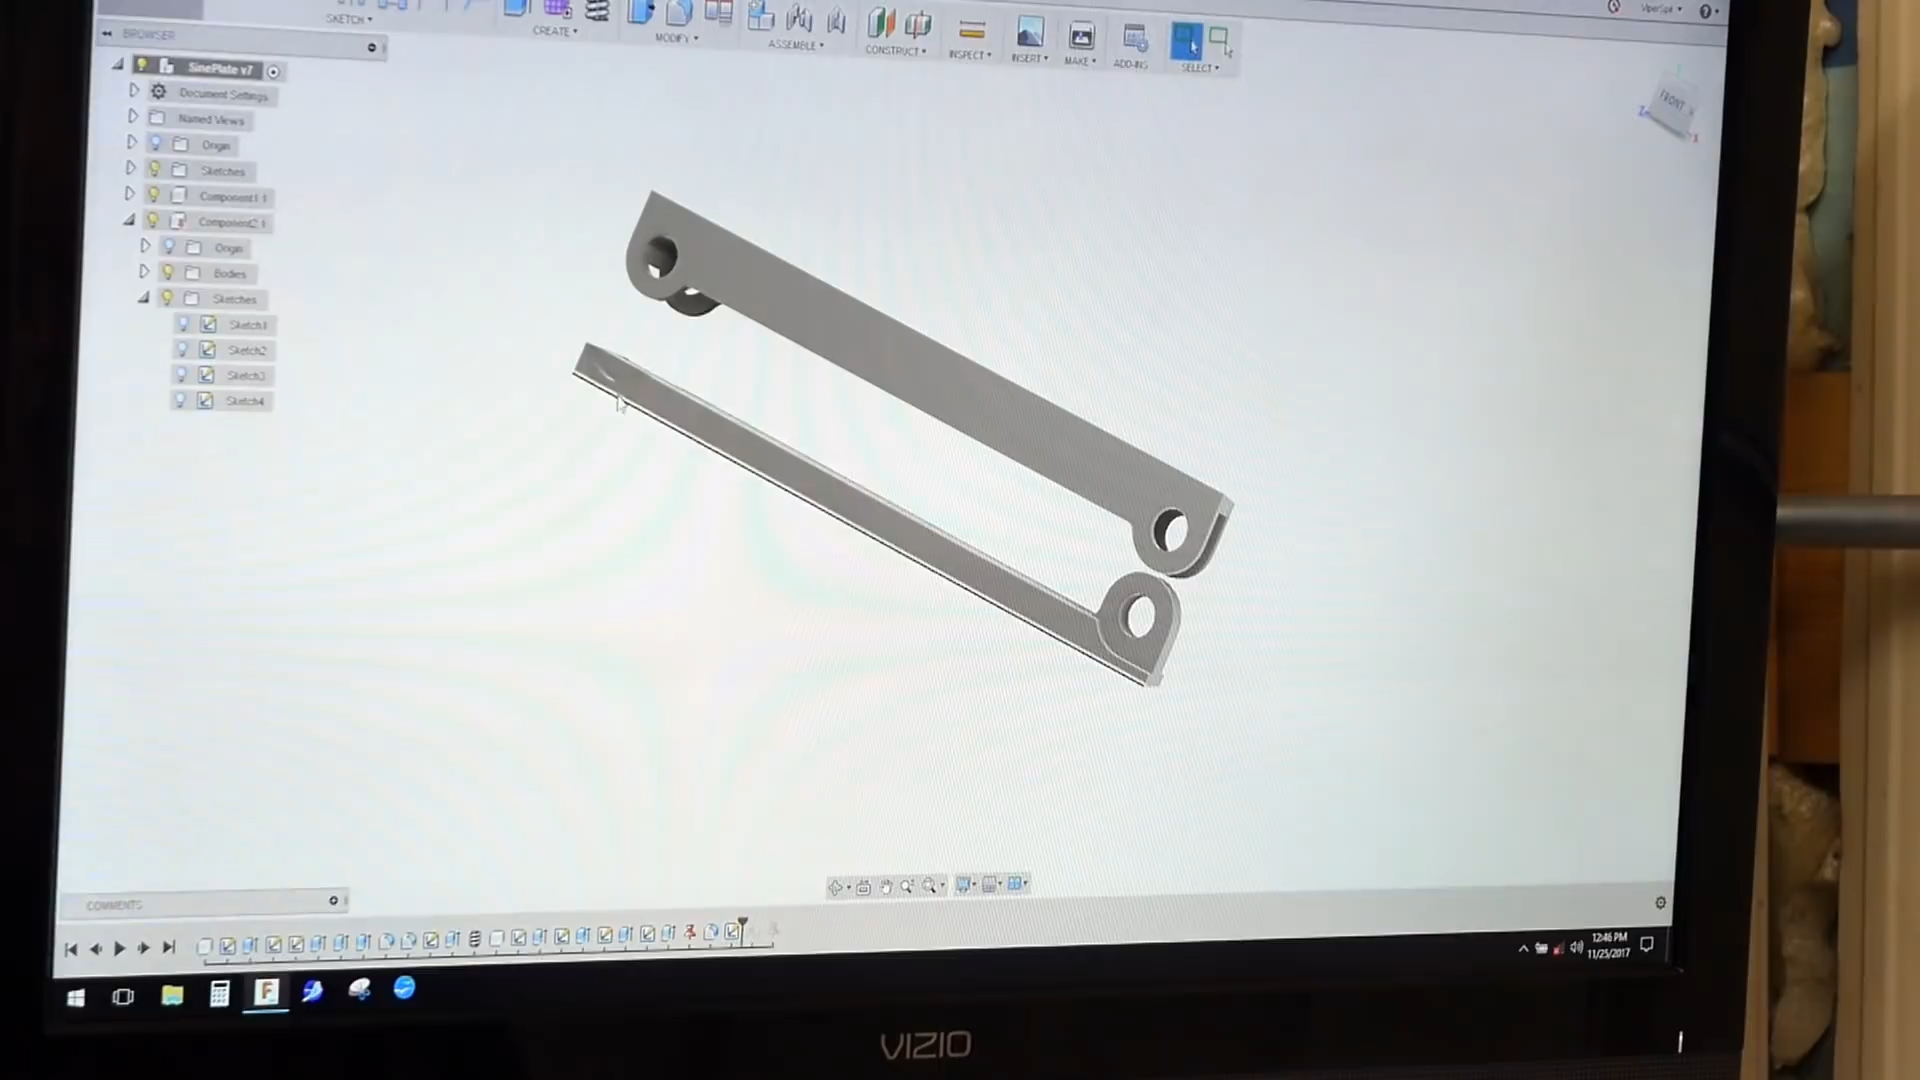 SKETCH
CREATE
MODIFY
ASSEMBLE
CONSTRUCT
INSPECT
INSERT
MAKE
ADD-INS
SELECT
BROWSER
SinePlate v7
Document Settings
Named Views
Origin
Sketches
Component1:1
Component2:1
Origin
Bodies
Sketches
Sketch1
Sketch2
Sketch3
Sketch4
FRONT
Z
X
COMMENTS
12:46 PM
11/25/2017
F
VIZIO